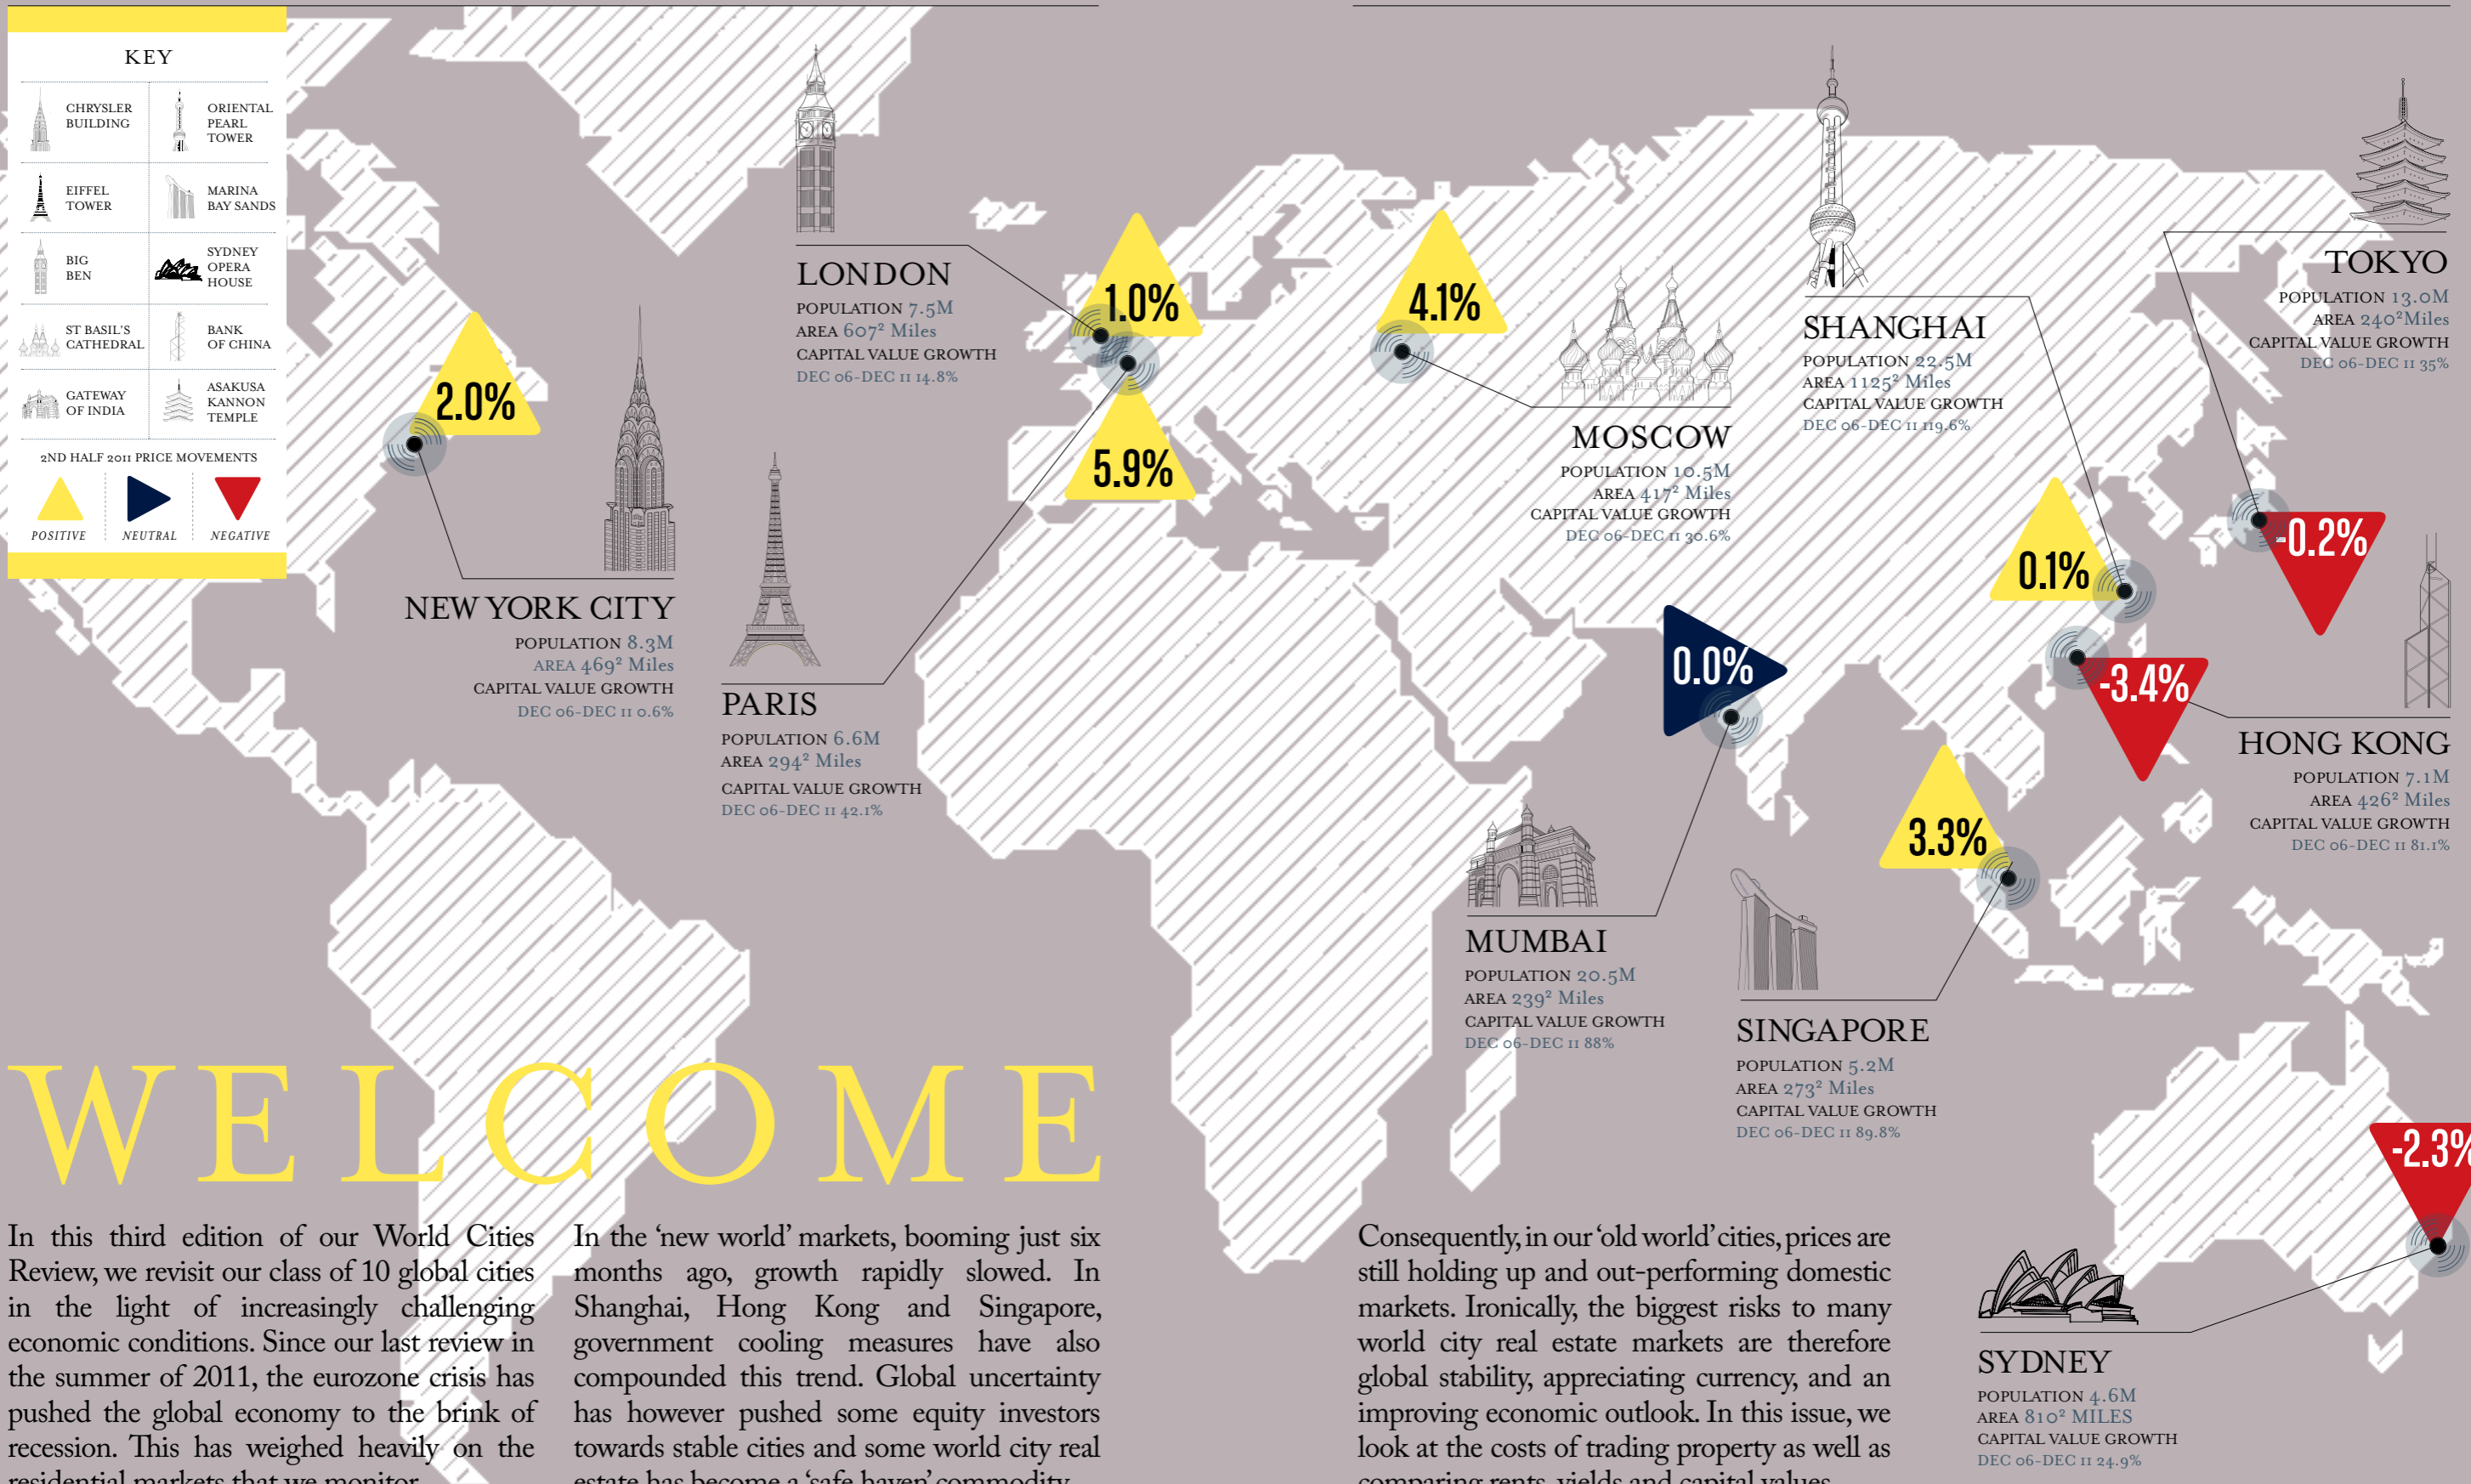 KEY
CHRYSLER
BUILDING
ORIENTAL
PEARL
TOWER
EIFFEL
TOWER
MARINA
BAY SANDS
BIG
BEN
SYDNEY
OPERA
HOUSE
ST BASIL'S
CATHEDRAL
BANK
OF CHINA
GATEWAY
OF INDIA
ASAKUSA
KANNON
TEMPLE
2ND HALF 2011 PRICE MOVEMENTS
POSITIVE
NEUTRAL
NEGATIVE
2.0%
NEW YORK CITY
POPULATION 8.3M
AREA 469² Miles
CAPITAL VALUE GROWTH
DEC 06-DEC 11 0.6%
LONDON
POPULATION 7.5M
AREA 607² Miles
CAPITAL VALUE GROWTH
DEC 06-DEC 11 14.8%
1.0%
5.9%
PARIS
POPULATION 6.6M
AREA 294² Miles
CAPITAL VALUE GROWTH
DEC 06-DEC 11 42.1%
4.1%
MOSCOW
POPULATION 10.5M
AREA 417² Miles
CAPITAL VALUE GROWTH
DEC 06-DEC 11 30.6%
SHANGHAI
POPULATION 22.5M
AREA 1125² Miles
CAPITAL VALUE GROWTH
DEC 06-DEC 11 119.6%
0.1%
TOKYO
POPULATION 13.0M
AREA 240²Miles
CAPITAL VALUE GROWTH
DEC 06-DEC 11 35%
-0.2%
0.0%
MUMBAI
POPULATION 20.5M
AREA 239² Miles
CAPITAL VALUE GROWTH
DEC 06-DEC 11 88%
-3.4%
HONG KONG
POPULATION 7.1M
AREA 426² Miles
CAPITAL VALUE GROWTH
DEC 06-DEC 11 81.1%
3.3%
SINGAPORE
POPULATION 5.2M
AREA 273² Miles
CAPITAL VALUE GROWTH
DEC 06-DEC 11 89.8%
-2.3%
SYDNEY
POPULATION 4.6M
AREA 810² MILES
CAPITAL VALUE GROWTH
DEC 06-DEC 11 24.9%
WELCOME
In this third edition of our World Cities
Review, we revisit our class of 10 global cities
in the light of increasingly challenging
economic conditions. Since our last review in
the summer of 2011, the eurozone crisis has
pushed the global economy to the brink of
recession. This has weighed heavily on the
residential markets that we monitor.
In the ‘new world’ markets, booming just six
months ago, growth rapidly slowed. In
Shanghai, Hong Kong and Singapore,
government cooling measures have also
compounded this trend. Global uncertainty
has however pushed some equity investors
towards stable cities and some world city real
estate has become a ‘safe haven’ commodity.
Consequently, in our ‘old world’ cities, prices are
still holding up and out-performing domestic
markets. Ironically, the biggest risks to many
world city real estate markets are therefore
global stability, appreciating currency, and an
improving economic outlook. In this issue, we
look at the costs of trading property as well as
comparing rents, yields and capital values.